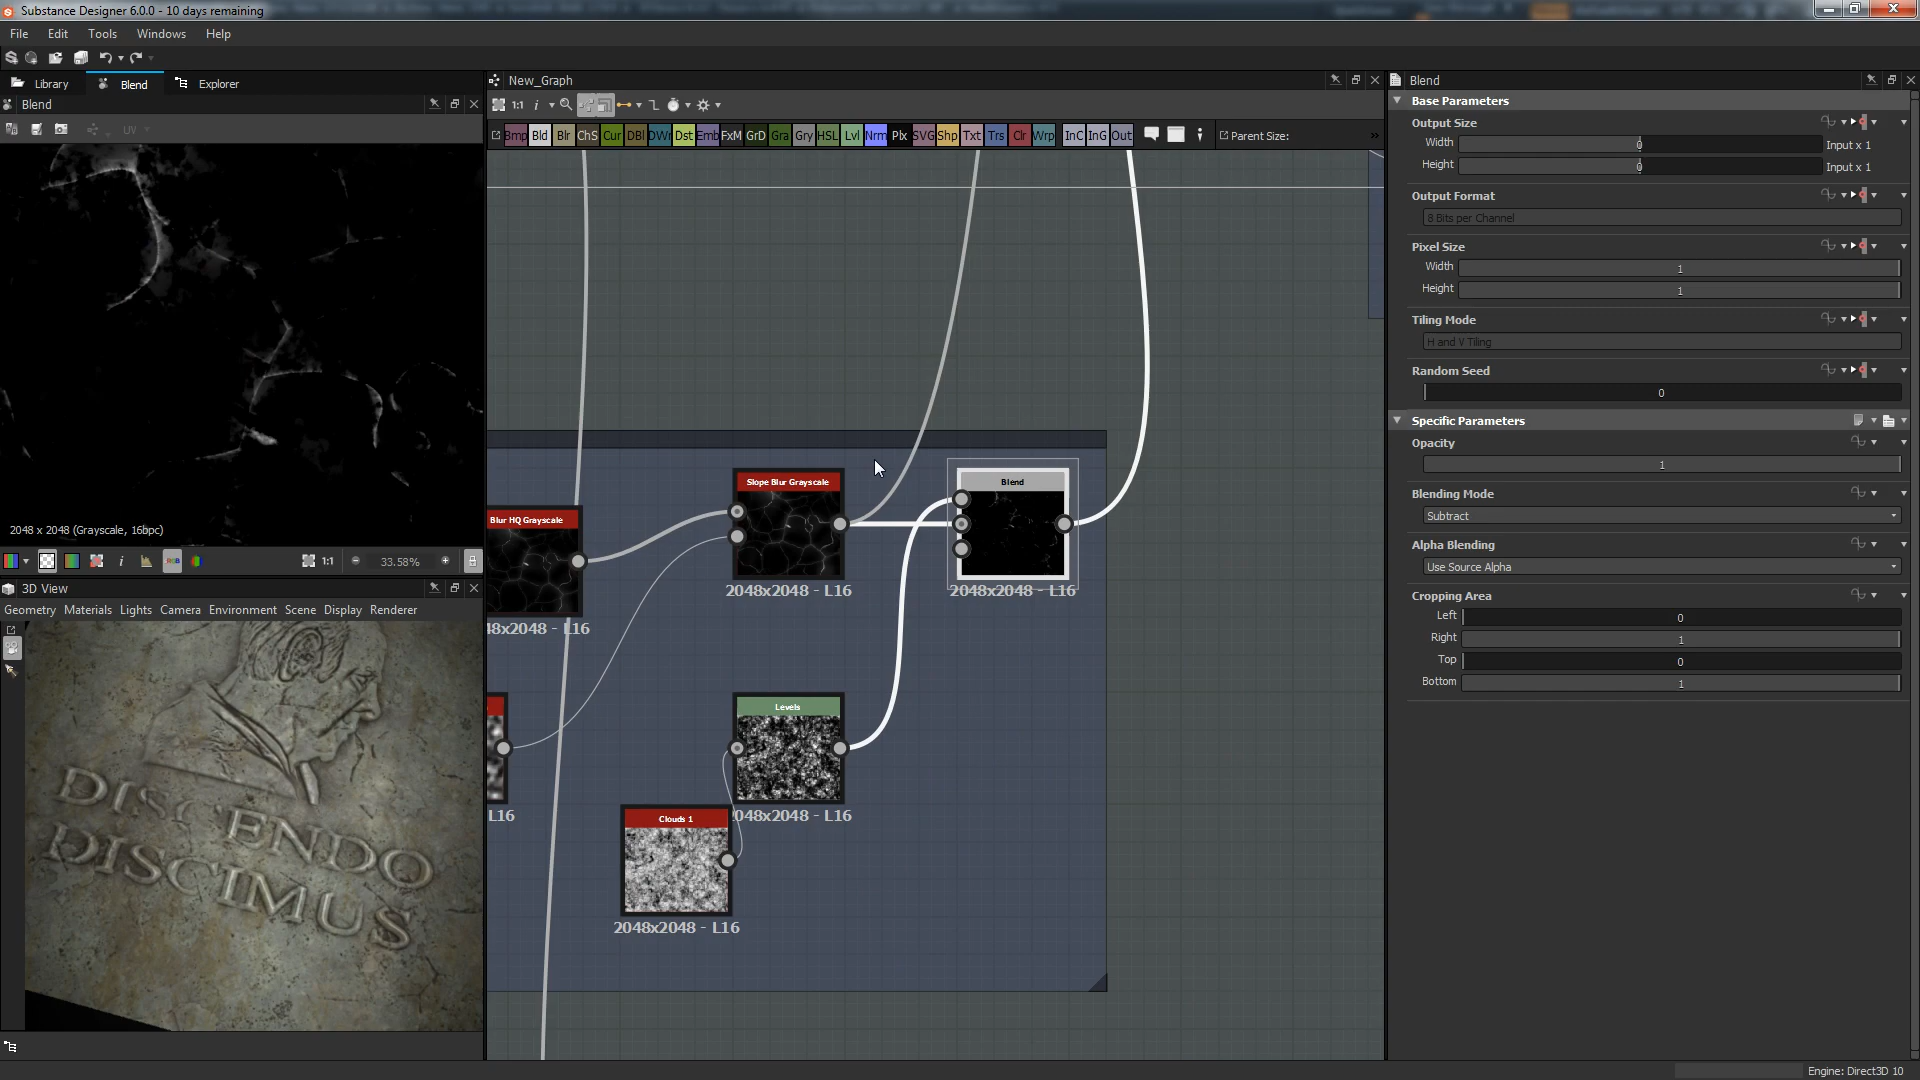 Substance Designer 6.0.0 - 10 days remaining
File Edit Tools Windows Help
Library Blend Explorer
Blend
UV
2048 x 2048 (Grayscale, 16bpc)
1:1 33.58%
3D View
Geometry Materials Lights Camera Environment Scene Display Renderer
DISCENDO
DISCIMUS
New_Graph
1:1
Bmp Bld Blr ChS Cur DBl DWr Dst Emb FxM GrD Gra Gry HSL Lvl Nrm Plx SVG Shp Txt Trs Clr Wrp InC InG Out Parent Size: »
Slope Blur Grayscale
2048x2048 - L16
Blend
2048x2048 - L16
Blur HQ Grayscale
48x2048 - L16
Levels
2048x2048 - L16
L16
Clouds 1
2048x2048 - L16
Blend
Base Parameters
Output Size
Width 0 Input x 1
Height 0 Input x 1
Output Format
8 Bits per Channel
Pixel Size
Width 1
Height 1
Tiling Mode
H and V Tiling
Random Seed
0
Specific Parameters
Opacity
1
Blending Mode
Subtract
Alpha Blending
Use Source Alpha
Cropping Area
Left 0
Right 1
Top 0
Bottom 1
Engine: Direct3D 10